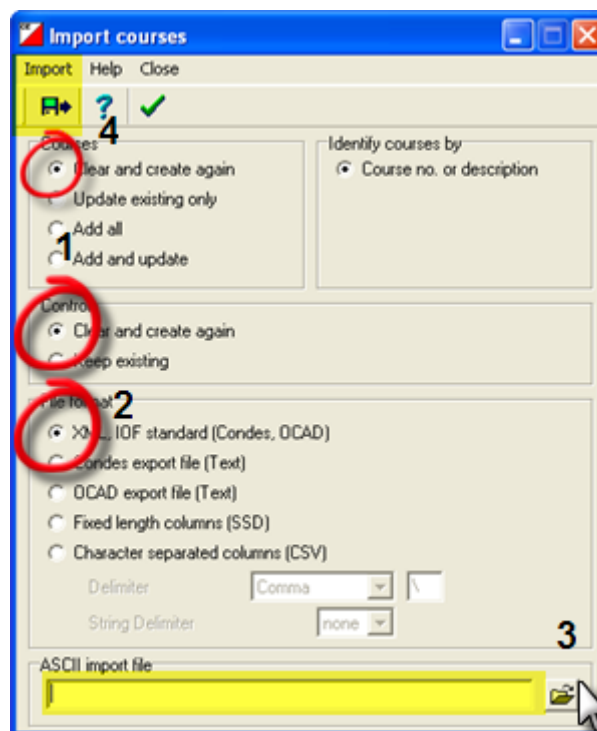 Import courses
Import Help Close
4
Courses
Clear and create again
Update existing only
Add all
1
Add and update
Identify courses by
Course no. or description
Control
Clear and create again
Keep existing
File format
2
XML, IOF standard (Condes, OCAD)
Condes export file (Text)
OCAD export file (Text)
Fixed length columns (SSD)
Character separated columns (CSV)
Delimiter Comma \
String Delimiter none
3
ASCII import file